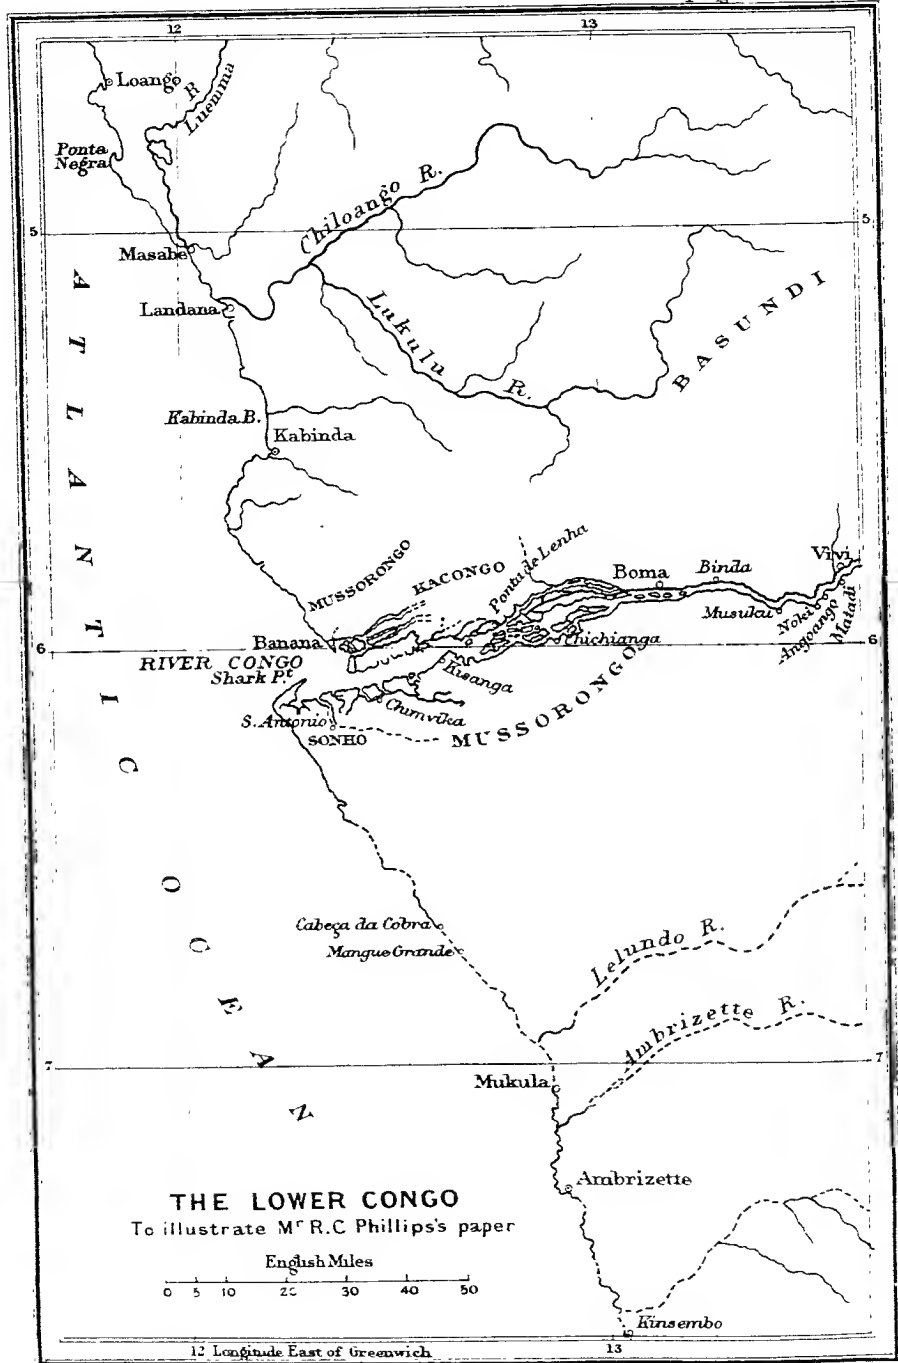 12
13
Loango
R
Luemma
Ponta
Negra
Chiloango R.
5
5
Masabe
Landana
Lukulu R.
BASUNDI
ATLANTIC OCEAN
Kabinda B.
Kabinda
MUSSORONGO
KACONGO
Ponta de Lenha
Boma
Binda
Vivi
Musuku
Noki
Angoango
Matadi
Banana
Chichianga
6
6
RIVER CONGO
Shark Pt
Kisanga
Chimvika
S. Antonio
SONHO
MUSSORONGO
Cabeça da Cobra
Mangue Grande
Lelundo R.
Ambrizette R.
7
7
Mukula
Ambrizette
THE LOWER CONGO
To illustrate Mr R.C Phillips's paper
English Miles
0 5 10 20 30 40 50
Kinsembo
12 Longitude East of Greenwich
13